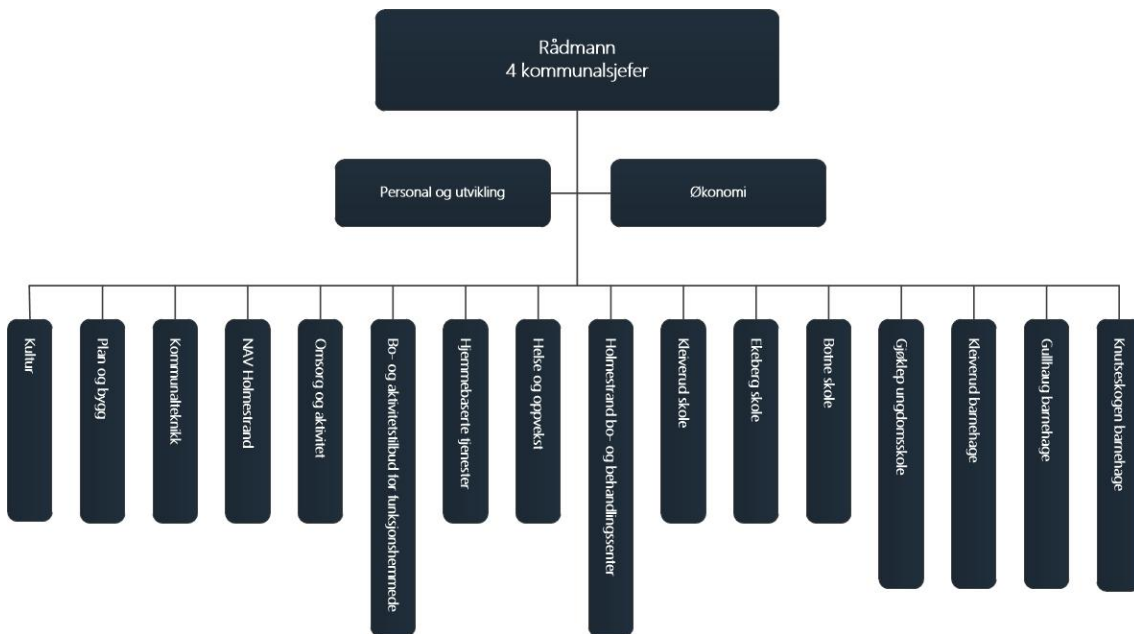 Rådmann
4 kommunalsjefer
Personal og utvikling
Økonomi
Kultur
Plan og bygg
Kommunalteknikk
NAV Holmestrand
Omsorg og aktivitet
Bo- og aktivitetstilbud for funksjonshemmede
Hjemmebaserte tjenester
Helse og oppvekst
Holmestrand bo- og behandlingssenter
Kleiverud skole
Ekeberg skole
Botne skole
Gjøklep ungdomsskole
Kleiverud barnehage
Gullhaug barnehage
Knutseskogen barnehage